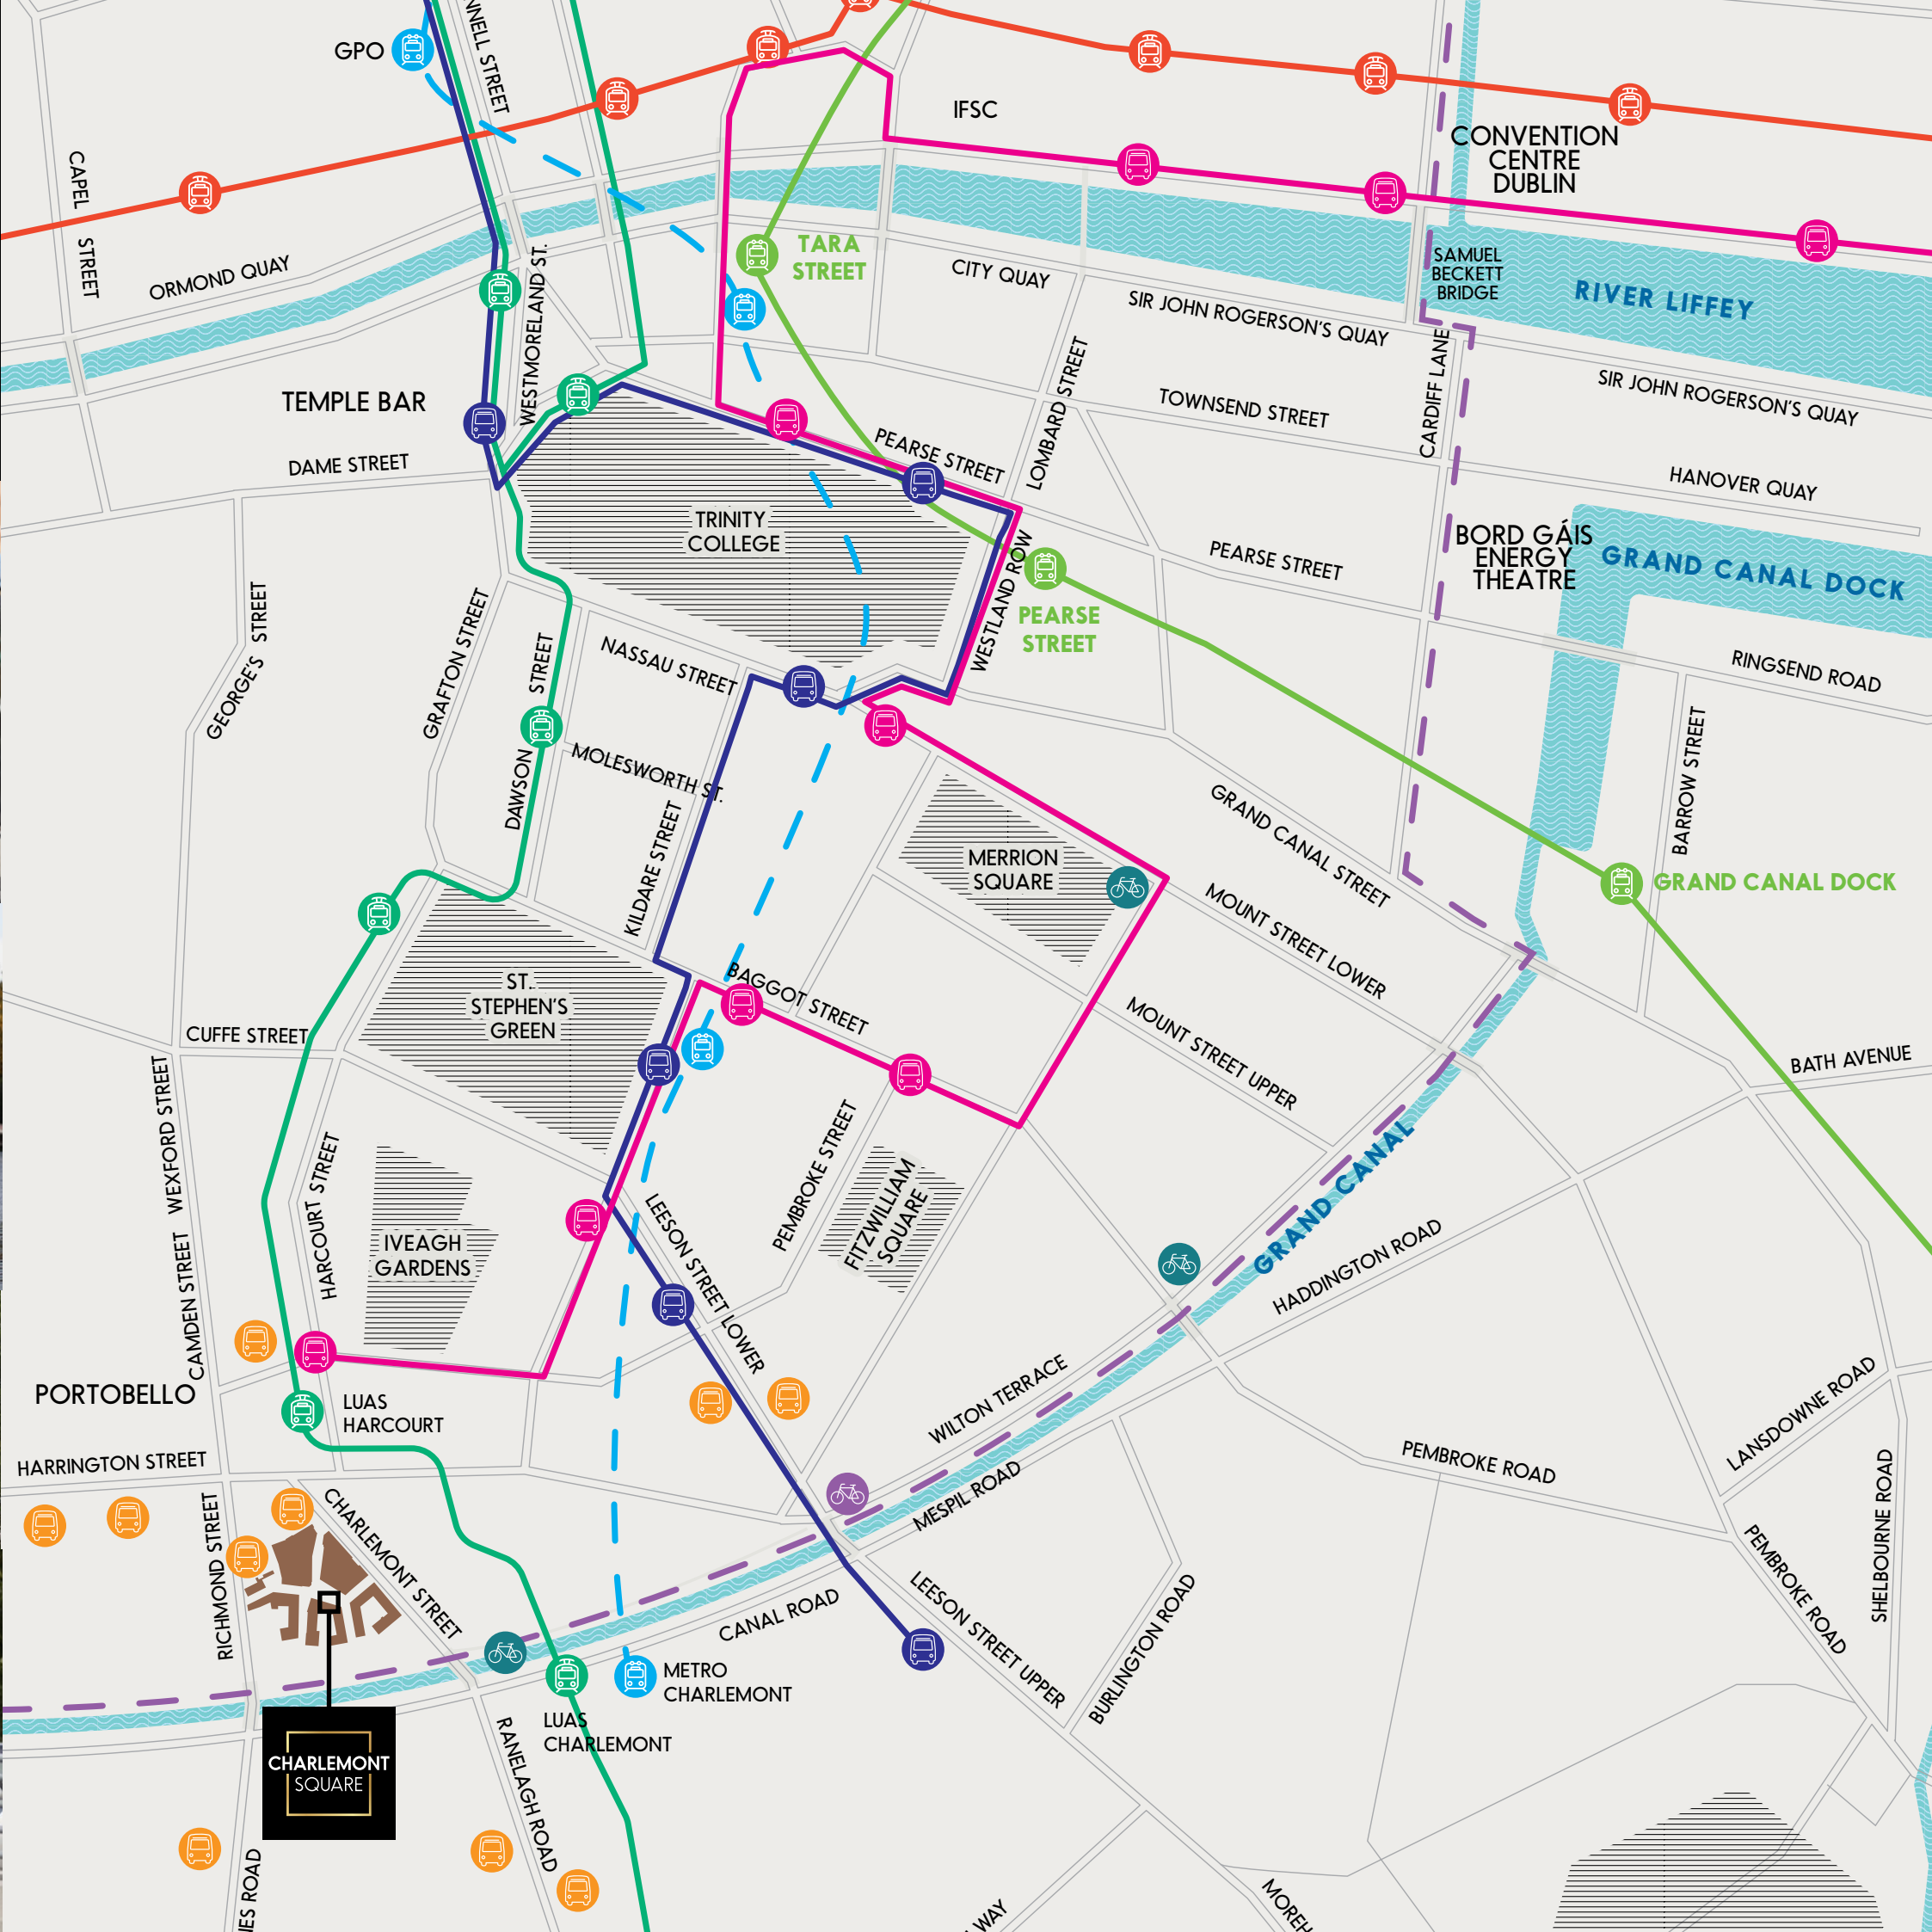 NNELL STREET
GPO
IFSC
CONVENTION
CENTRE
DUBLIN
CAPEL
STREET
ORMOND QUAY
WESTMORELAND ST.
TARA
STREET
CITY QUAY
SAMUEL
BECKETT
BRIDGE
RIVER LIFFEY
SIR JOHN ROGERSON'S QUAY
CARDIFF LANE
SIR JOHN ROGERSON'S QUAY
TEMPLE BAR
LOMBARD STREET
TOWNSEND STREET
PEARSE STREET
DAME STREET
HANOVER QUAY
TRINITY
COLLEGE
BORD GÁIS
ENERGY
THEATRE
GRAND CANAL DOCK
PEARSE STREET
WESTLAND ROW
PEARSE
STREET
GEORGE'S STREET
GRAFTON STREET
DAWSON STREET
NASSAU STREET
RINGSEND ROAD
MOLESWORTH ST.
BARROW STREET
KILDARE STREET
MERRION
SQUARE
GRAND CANAL STREET
GRAND CANAL DOCK
MOUNT STREET LOWER
ST.
STEPHEN'S
GREEN
BAGGOT STREET
CUFFE STREET
MOUNT STREET UPPER
BATH AVENUE
WEXFORD STREET
HARCOURT STREET
PEMBROKE STREET
FITZWILLIAM
SQUARE
GRAND CANAL
IVEAGH
GARDENS
LEESON STREET LOWER
HADDINGTON ROAD
CAMDEN STREET
PORTOBELLO
LUAS
HARCOURT
WILTON TERRACE
LANSDOWNE ROAD
HARRINGTON STREET
MESPIL ROAD
PEMBROKE ROAD
SHELBOURNE ROAD
RICHMOND STREET
CHARLEMONT STREET
PEMBROKE ROAD
CANAL ROAD
LEESON STREET UPPER
BURLINGTON ROAD
METRO
CHARLEMONT
LUAS
CHARLEMONT
CHARLEMONT
SQUARE
RANELAGH ROAD
IES ROAD
WAY
MOREH